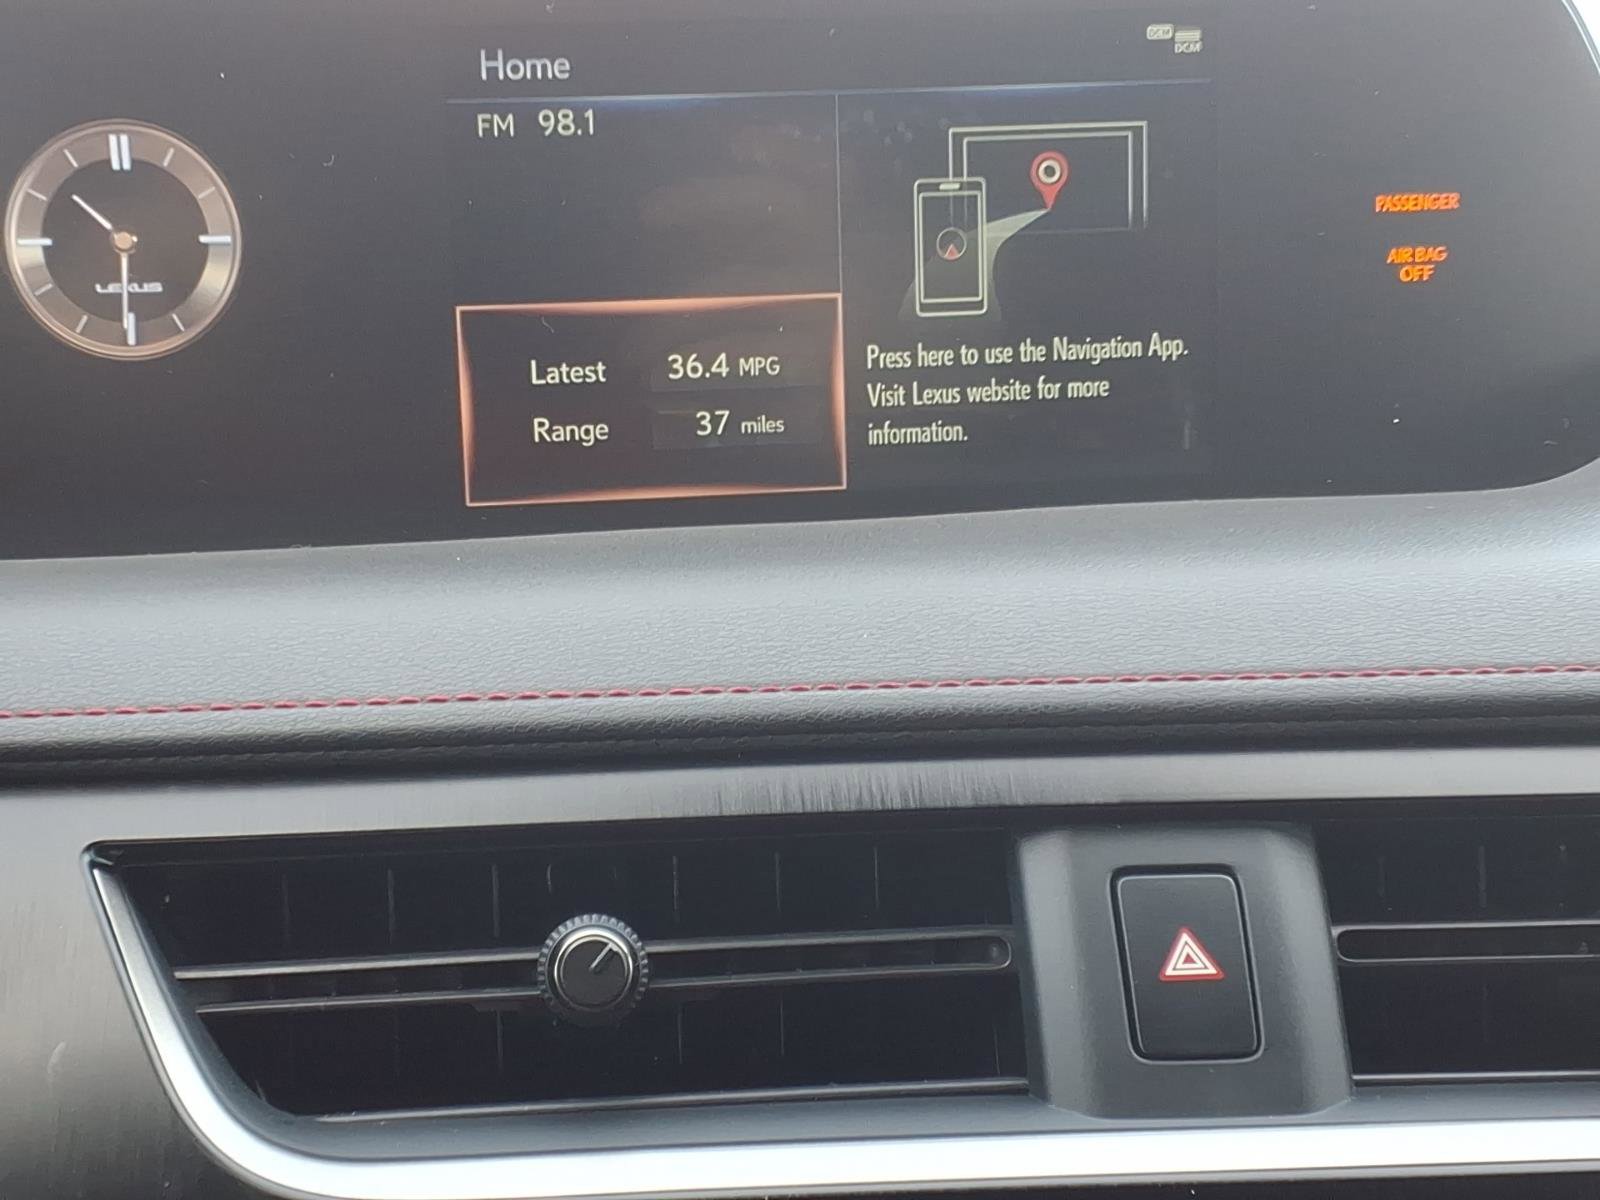 DCM
DCM
Home
FM 98.1
LEXUS
Latest 36.4 MPG
Range 37 miles
Press here to use the Navigation App.
Visit Lexus website for more
information.
PASSENGER
AIR BAG
OFF